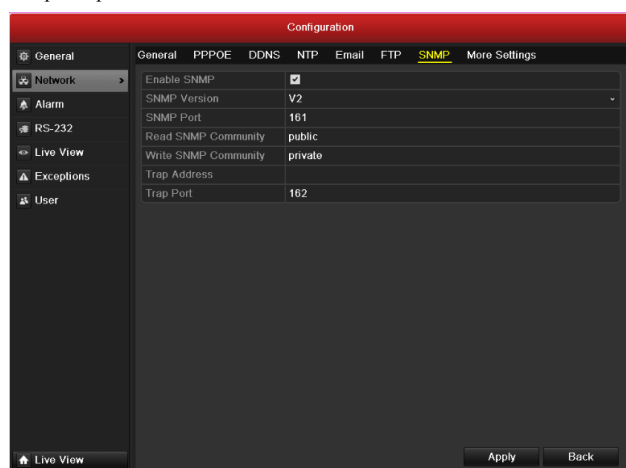 Configuration
General
Network >
Alarm
RS-232
Live View
Exceptions
User
General PPPOE DDNS NTP Email FTP SNMP More Settings
Enable SNMP
SNMP Version V2
SNMP Port 161
Read SNMP Community public
Write SNMP Community private
Trap Address
Trap Port 162
Live View
Apply Back